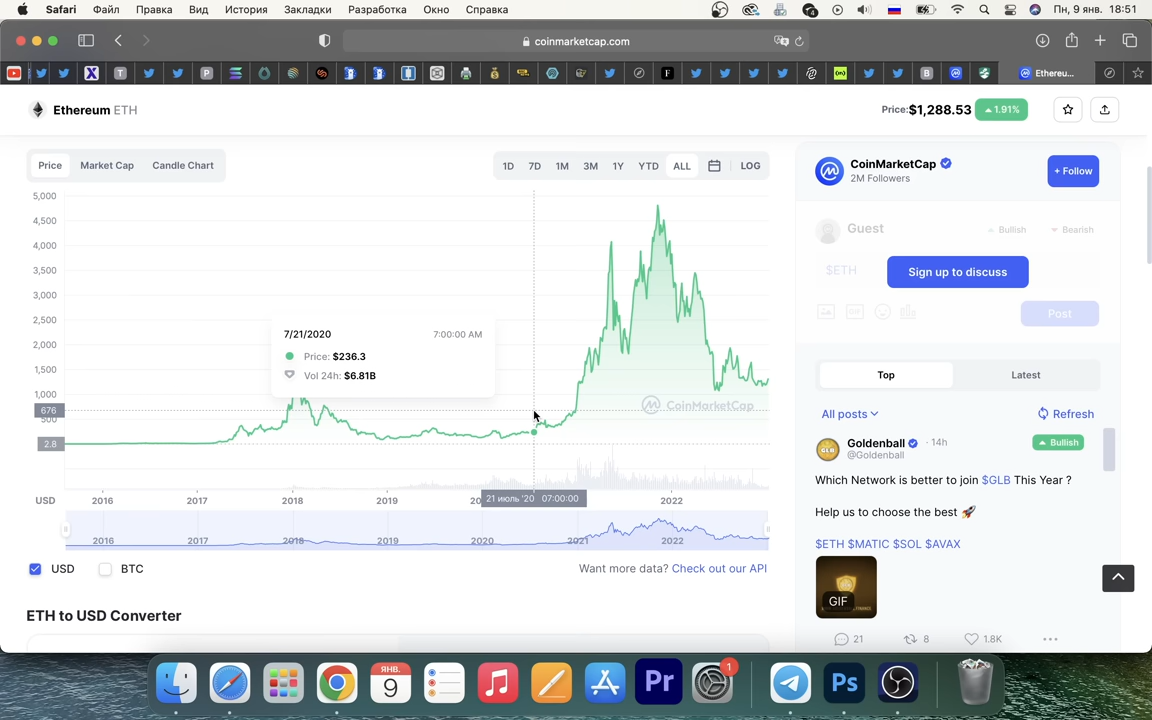 Safari Файл Правка Вид История Закладки Разработка Окно Справка Пн, 9 янв. 18:51
coinmarketcap.com
Ethereu...
Ethereum ETH
Price: $1,288.53 1.91%
Price Market Cap Candle Chart
1D 7D 1M 3M 1Y YTD ALL LOG
5,000
4,500
4,000
3,500
3,000
2,500
2,000
1,500
1,000
676
500
2.8
7/21/2020 7:00:00 AM
Price: $236.3
Vol 24h: $6.81B
CoinMarketCap
USD 2016 2017 2018 2019 21 июль '20 07:00:00 2022
2016 2017 2018 2019 2020 2021 2022
USD BTC
Want more data? Check out our API
ETH to USD Converter
CoinMarketCap
2M Followers
+ Follow
Guest Bullish Bearish
$ETH
Sign up to discuss
GIF
Post
Top Latest
All posts Refresh
Goldenball · 14h Bullish
@Goldenball
Which Network is better to join $GLB This Year ?
Help us to choose the best 🚀
$ETH $MATIC $SOL $AVAX
GIF
21 8 1.8K
ЯНВ.
9
Pr
1
Ps